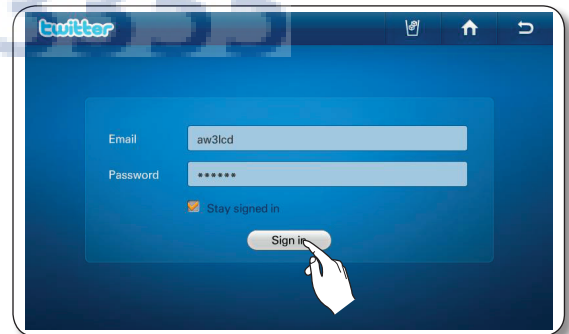 twitter
Email
aw3lcd
Password
••••••
Stay signed in
Sign in